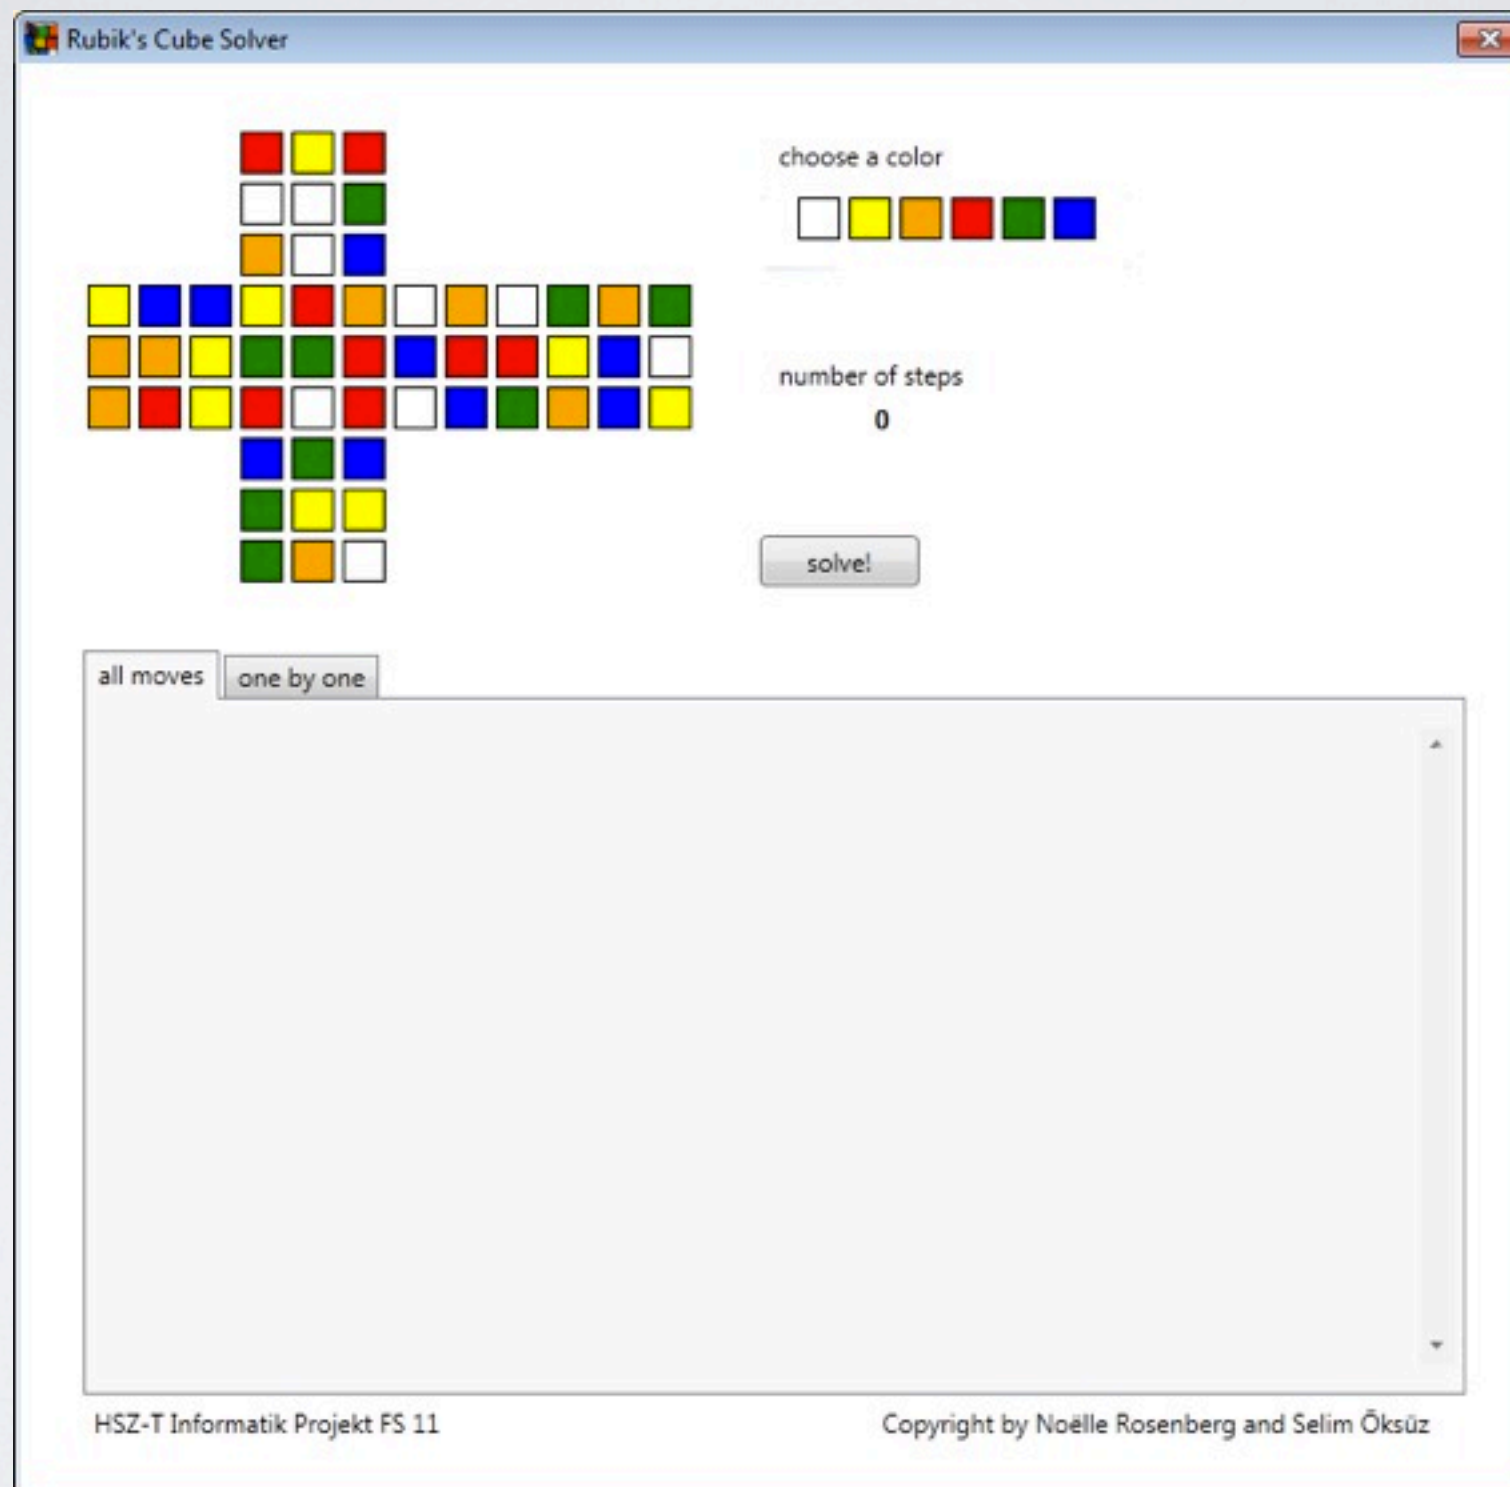 Rubik's Cube Solver
choose a color
number of steps
0
solve!
all moves
one by one
HSZ-T Informatik Projekt FS 11
Copyright by Noëlle Rosenberg and Selim Öksüz